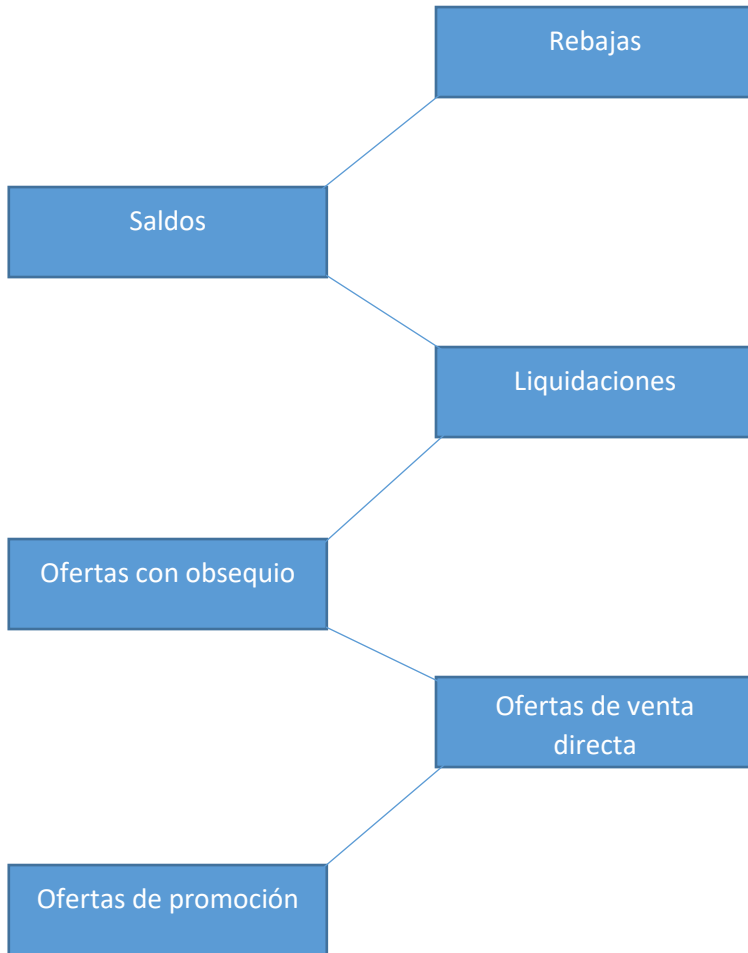 Rebajas
Saldos
Liquidaciones
Ofertas con obsequio
Ofertas de venta
directa
Ofertas de promoción